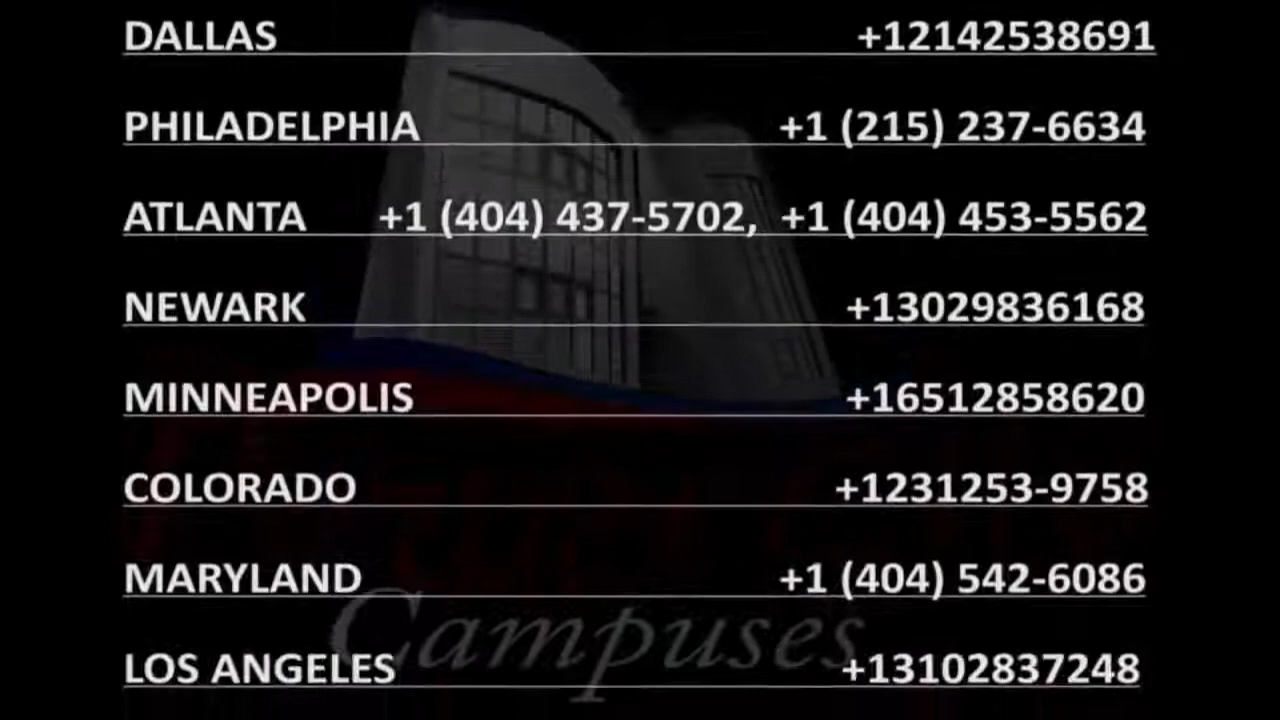 DALLAS +12142538691
PHILADELPHIA +1 (215) 237-6634
ATLANTA +1 (404) 437-5702, +1 (404) 453-5562
NEWARK +13029836168
MINNEAPOLIS +16512858620
COLORADO +1231253-9758
MARYLAND +1 (404) 542-6086
Campuses
LOS ANGELES +13102837248